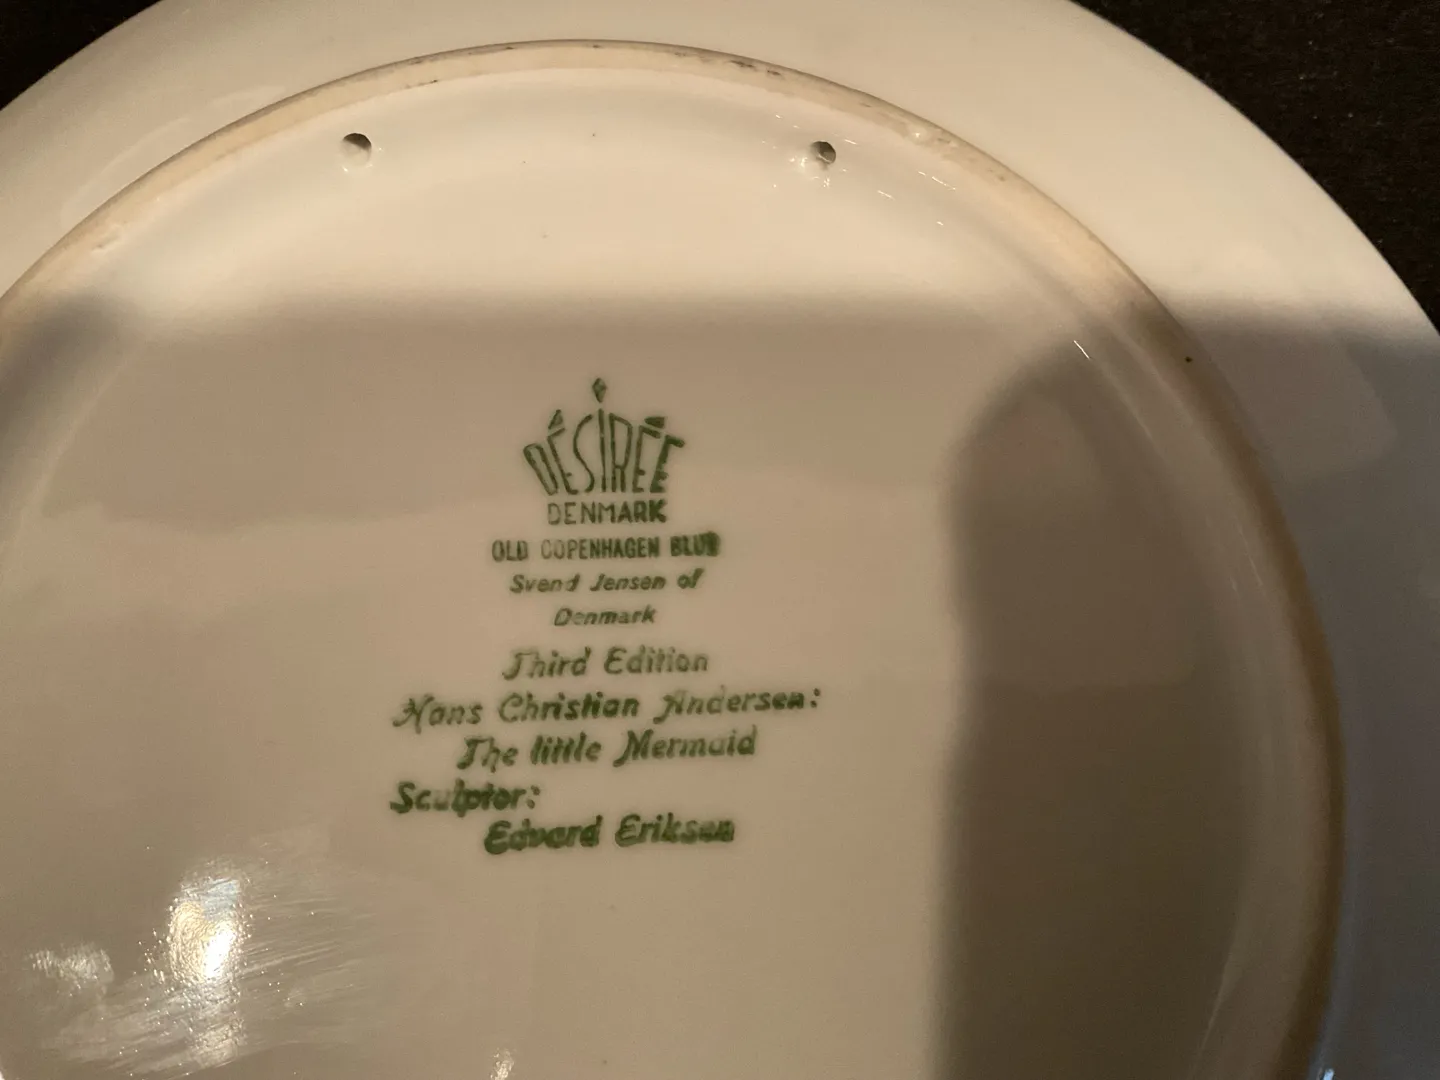 DÉSIRÉE
DENMARK
OLD COPENHAGEN BLUE
Svend Jensen of
Denmark
Third Edition
Hans Christian Andersen:
The little Mermaid
Sculptor:
Edvard Eriksen